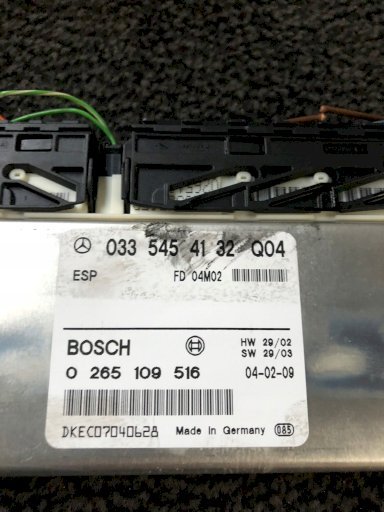 033 545 41 32 Q04
ESP FD 04M02
BOSCH HW 29/02
SW 29/03
0 265 109 516 04-02-09
DKEC07040628 Made in Germany 085